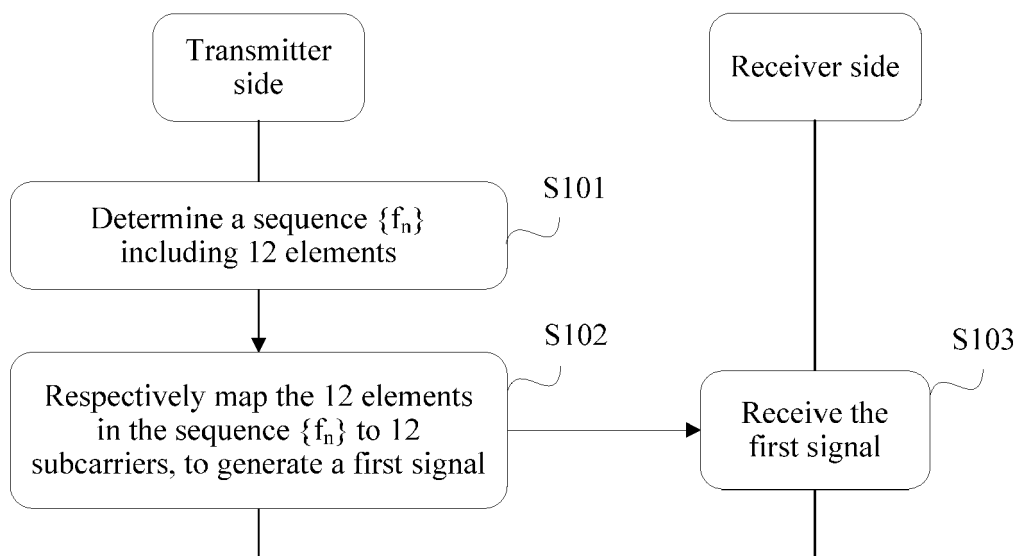 Transmitter
side
Receiver side
S101
Determine a sequence {fₙ}
including 12 elements
S102
Respectively map the 12 elements
in the sequence {fₙ} to 12
subcarriers, to generate a first signal
S103
Receive the
first signal